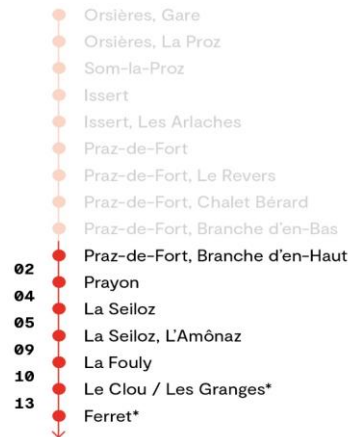 Orsières, Gare
Orsières, La Proz
Som-la-Proz
Issert
Issert, Les Arlaches
Praz-de-Fort
Praz-de-Fort, Le Revers
Praz-de-Fort, Chalet Bérard
Praz-de-Fort, Branche d'en-Bas
Praz-de-Fort, Branche d'en-Haut
02
Prayon
04
La Seiloz
05
La Seiloz, L'Amônaz
09
La Fouly
10
Le Clou / Les Granges*
13
Ferret*